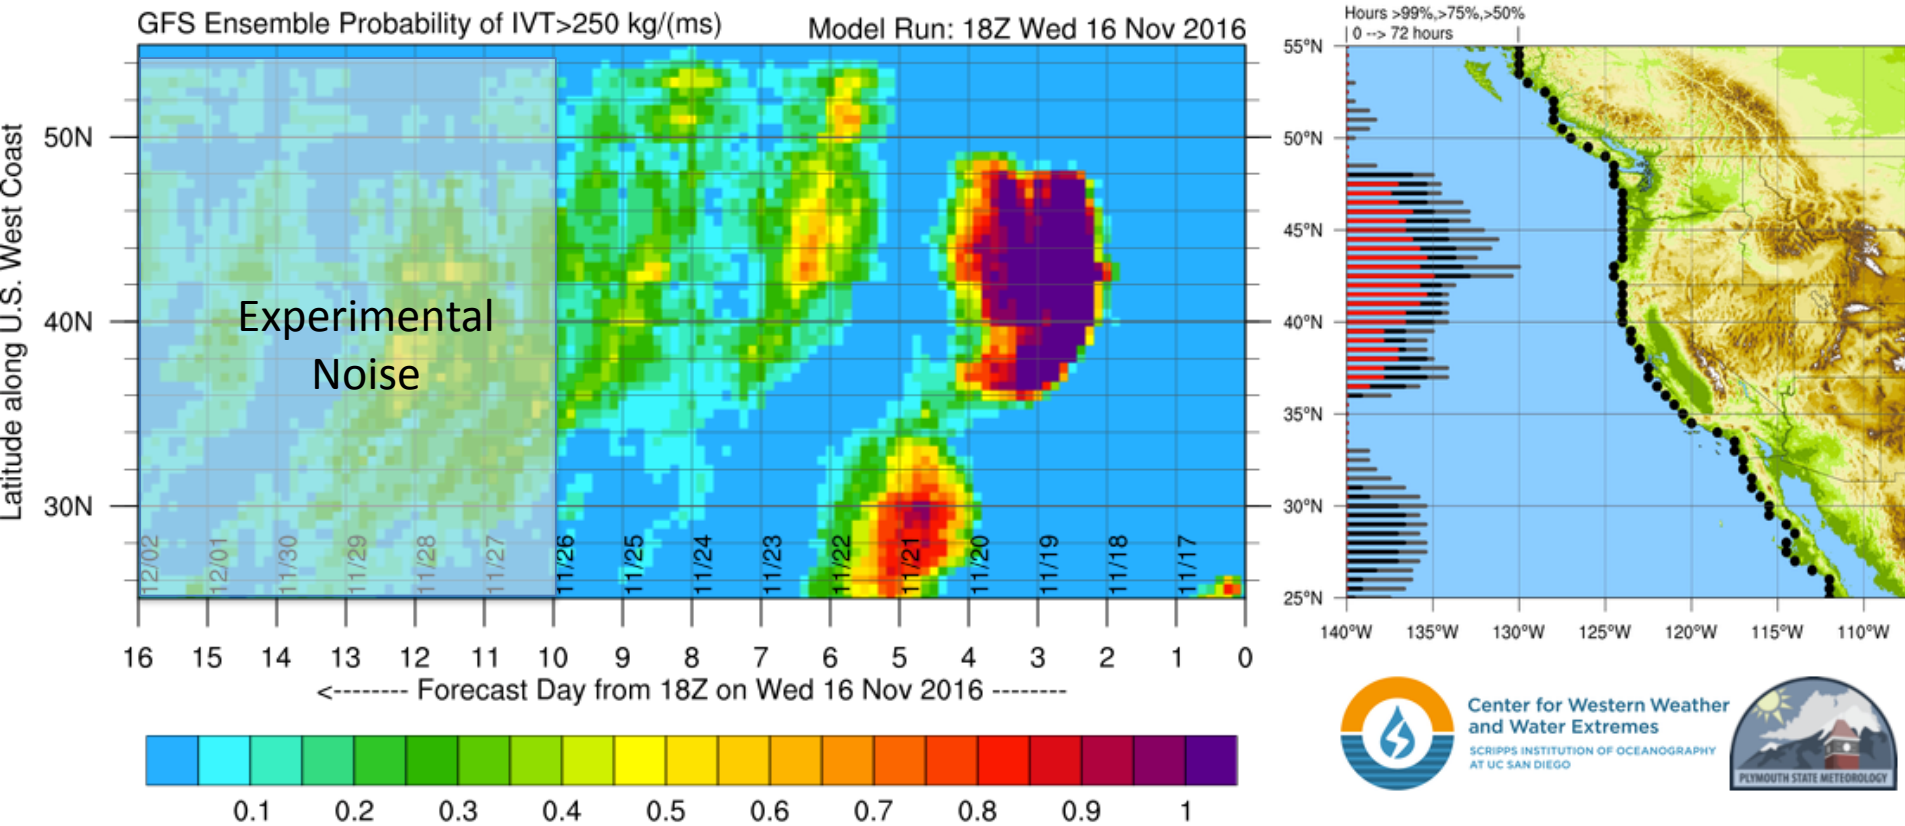 GFS Ensemble Probability of IVT>250 kg/(ms)
Model Run: 18Z Wed 16 Nov 2016
Latitude along U.S. West Coast
50N
40N
30N
Experimental
Noise
12/02
12/01
11/30
11/29
11/28
11/27
11/26
11/25
11/24
11/23
11/22
11/21
11/20
11/19
11/18
11/17
16 15 14 13 12 11 10 9 8 7 6 5 4 3 2 1 0
<-------- Forecast Day from 18Z on Wed 16 Nov 2016 --------
0.1 0.2 0.3 0.4 0.5 0.6 0.7 0.8 0.9 1
Hours >99%,>75%,>50%
| 0 --> 72 hours |
55°N
50°N
45°N
40°N
35°N
30°N
25°N
140°W 135°W 130°W 125°W 120°W 115°W 110°W
Center for Western Weather
and Water Extremes
SCRIPPS INSTITUTION OF OCEANOGRAPHY
AT UC SAN DIEGO
PLYMOUTH STATE METEOROLOGY